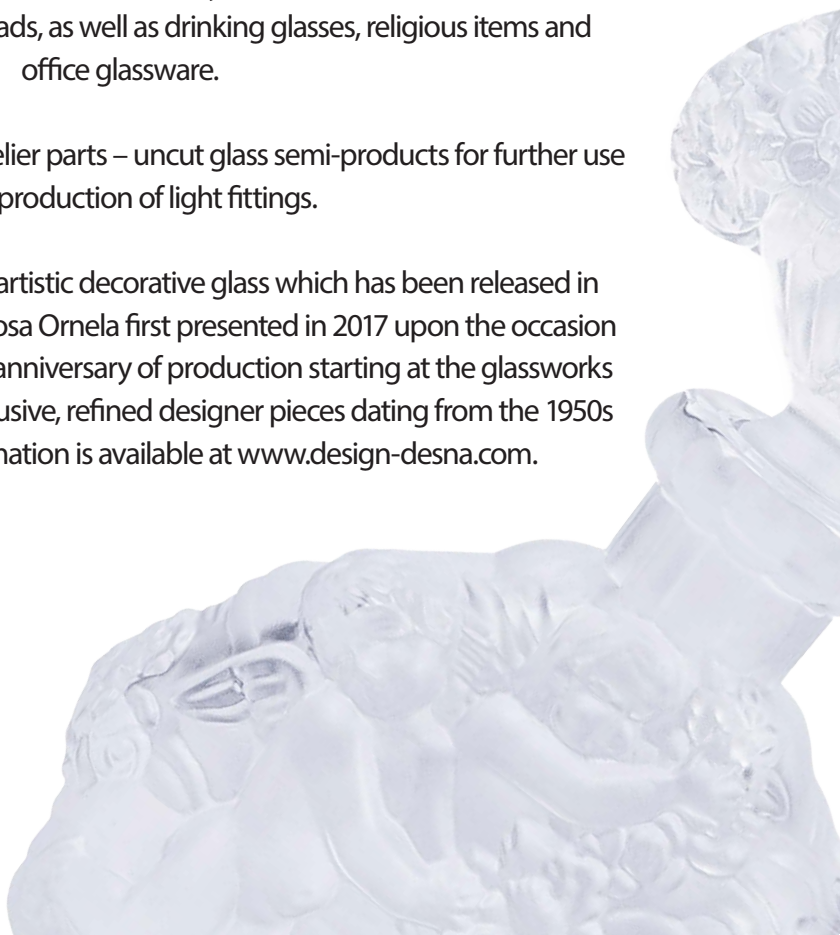 ads, as well as drinking glasses, religious items and
office glassware.
elier parts – uncut glass semi-products for further use
production of light fittings.
artistic decorative glass which has been released in
osa Ornela first presented in 2017 upon the occasion
anniversary of production starting at the glassworks
usive, refined designer pieces dating from the 1950s
nation is available at www.design-desna.com.